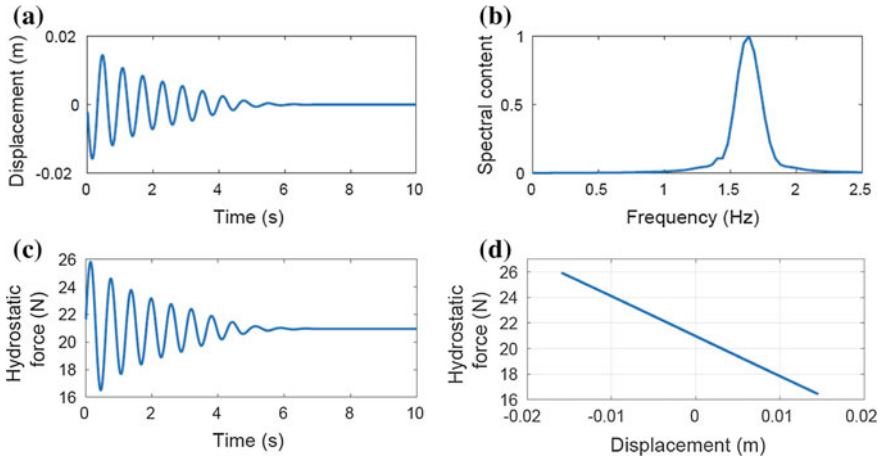 (a)
Displacement (m)
0.02
0
-0.02
0 2 4 6 8 10
Time (s)
(b)
Spectral content
1
0.5
0
0 0.5 1 1.5 2 2.5
Frequency (Hz)
(c)
Hydrostatic
force (N)
26
24
22
20
18
16
0 2 4 6 8 10
Time (s)
(d)
Hydrostatic
force (N)
26
24
22
20
18
16
-0.02 -0.01 0 0.01 0.02
Displacement (m)